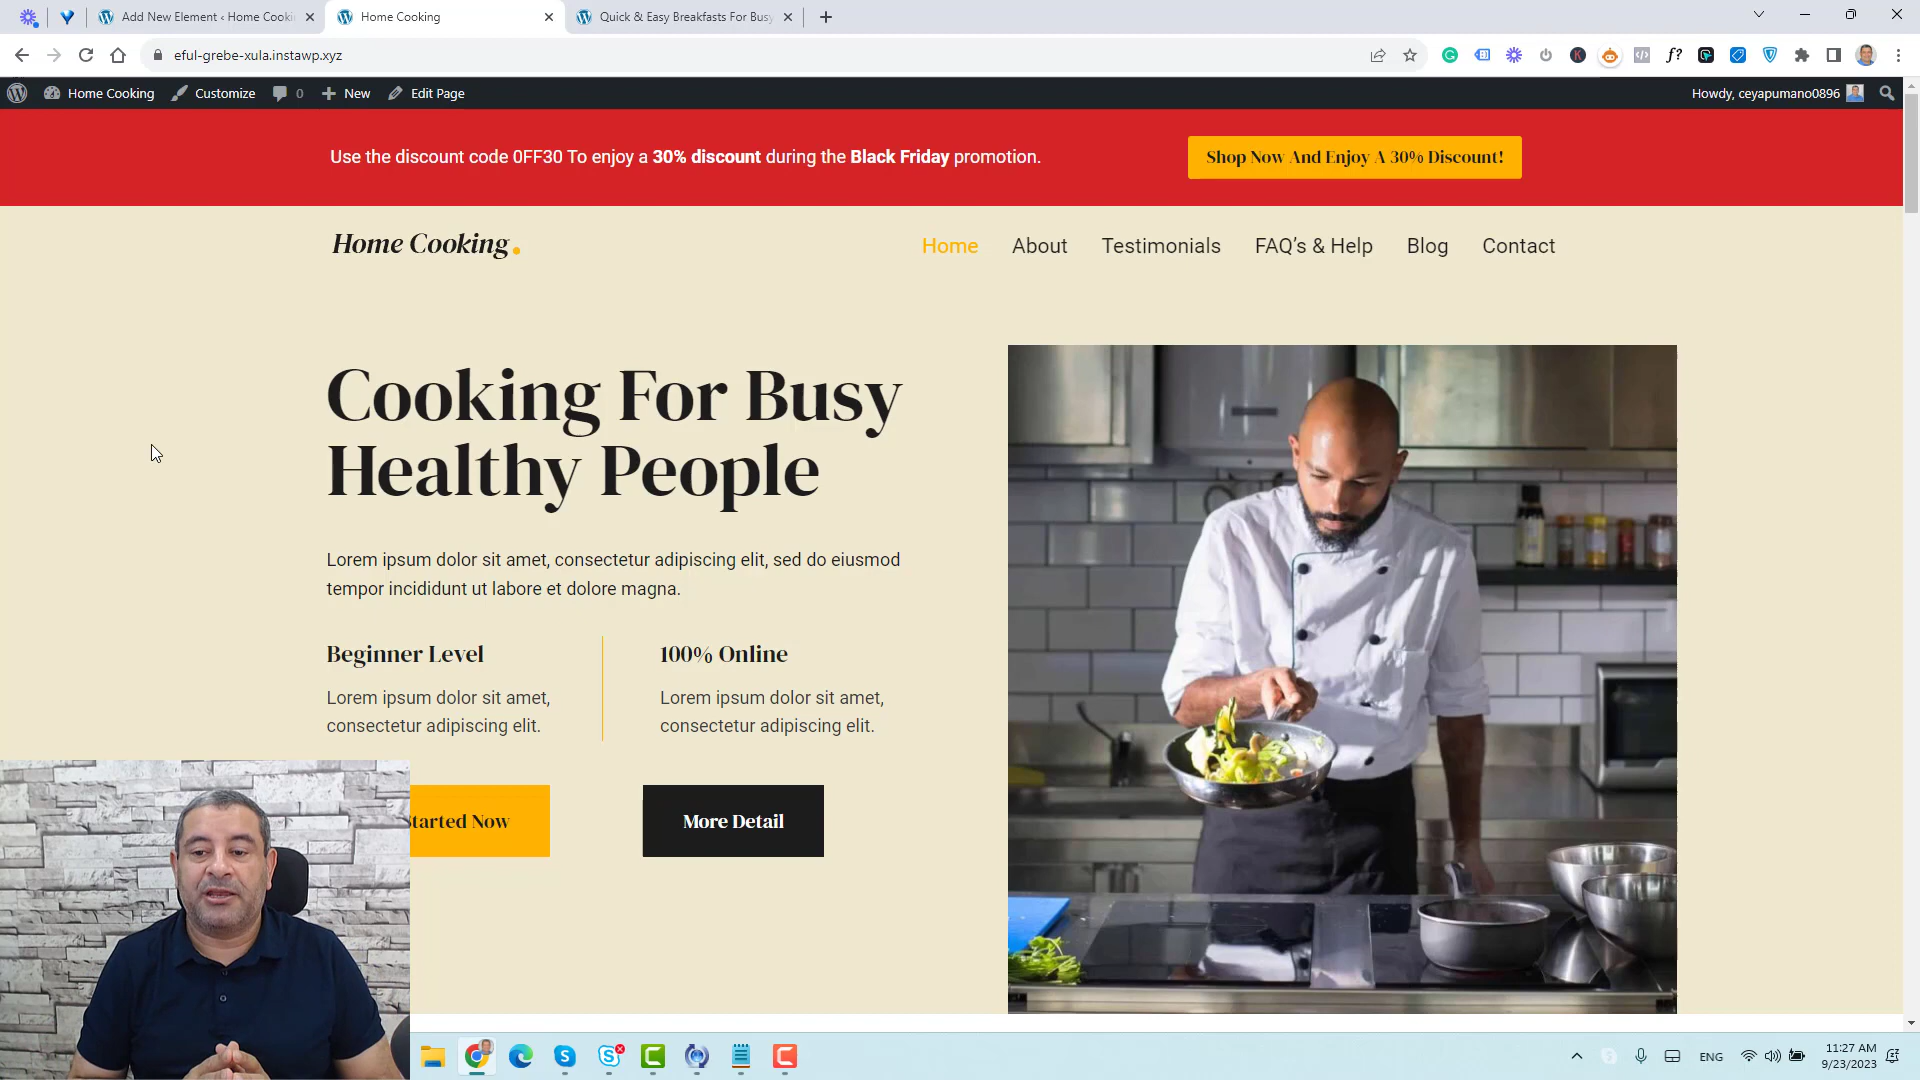 Add New Element ‹ Home Cooki
Home Cooking
Quick & Easy Breakfasts For Busy
eful-grebe-xula.instawp.xyz
Home Cooking
Customize
0
New
Edit Page
Howdy, ceyapumano0896
Use the discount code 0FF30 To enjoy a 30% discount during the Black Friday promotion.
Shop Now And Enjoy A 30% Discount!
Home Cooking.
Home
About
Testimonials
FAQ's & Help
Blog
Contact
Cooking For Busy
Healthy People
Lorem ipsum dolor sit amet, consectetur adipiscing elit, sed do eiusmod
tempor incididunt ut labore et dolore magna.
Beginner Level
Lorem ipsum dolor sit amet,
consectetur adipiscing elit.
100% Online
Lorem ipsum dolor sit amet,
consectetur adipiscing elit.
Started Now
More Detail
ENG
11:27 AM
9/23/2023